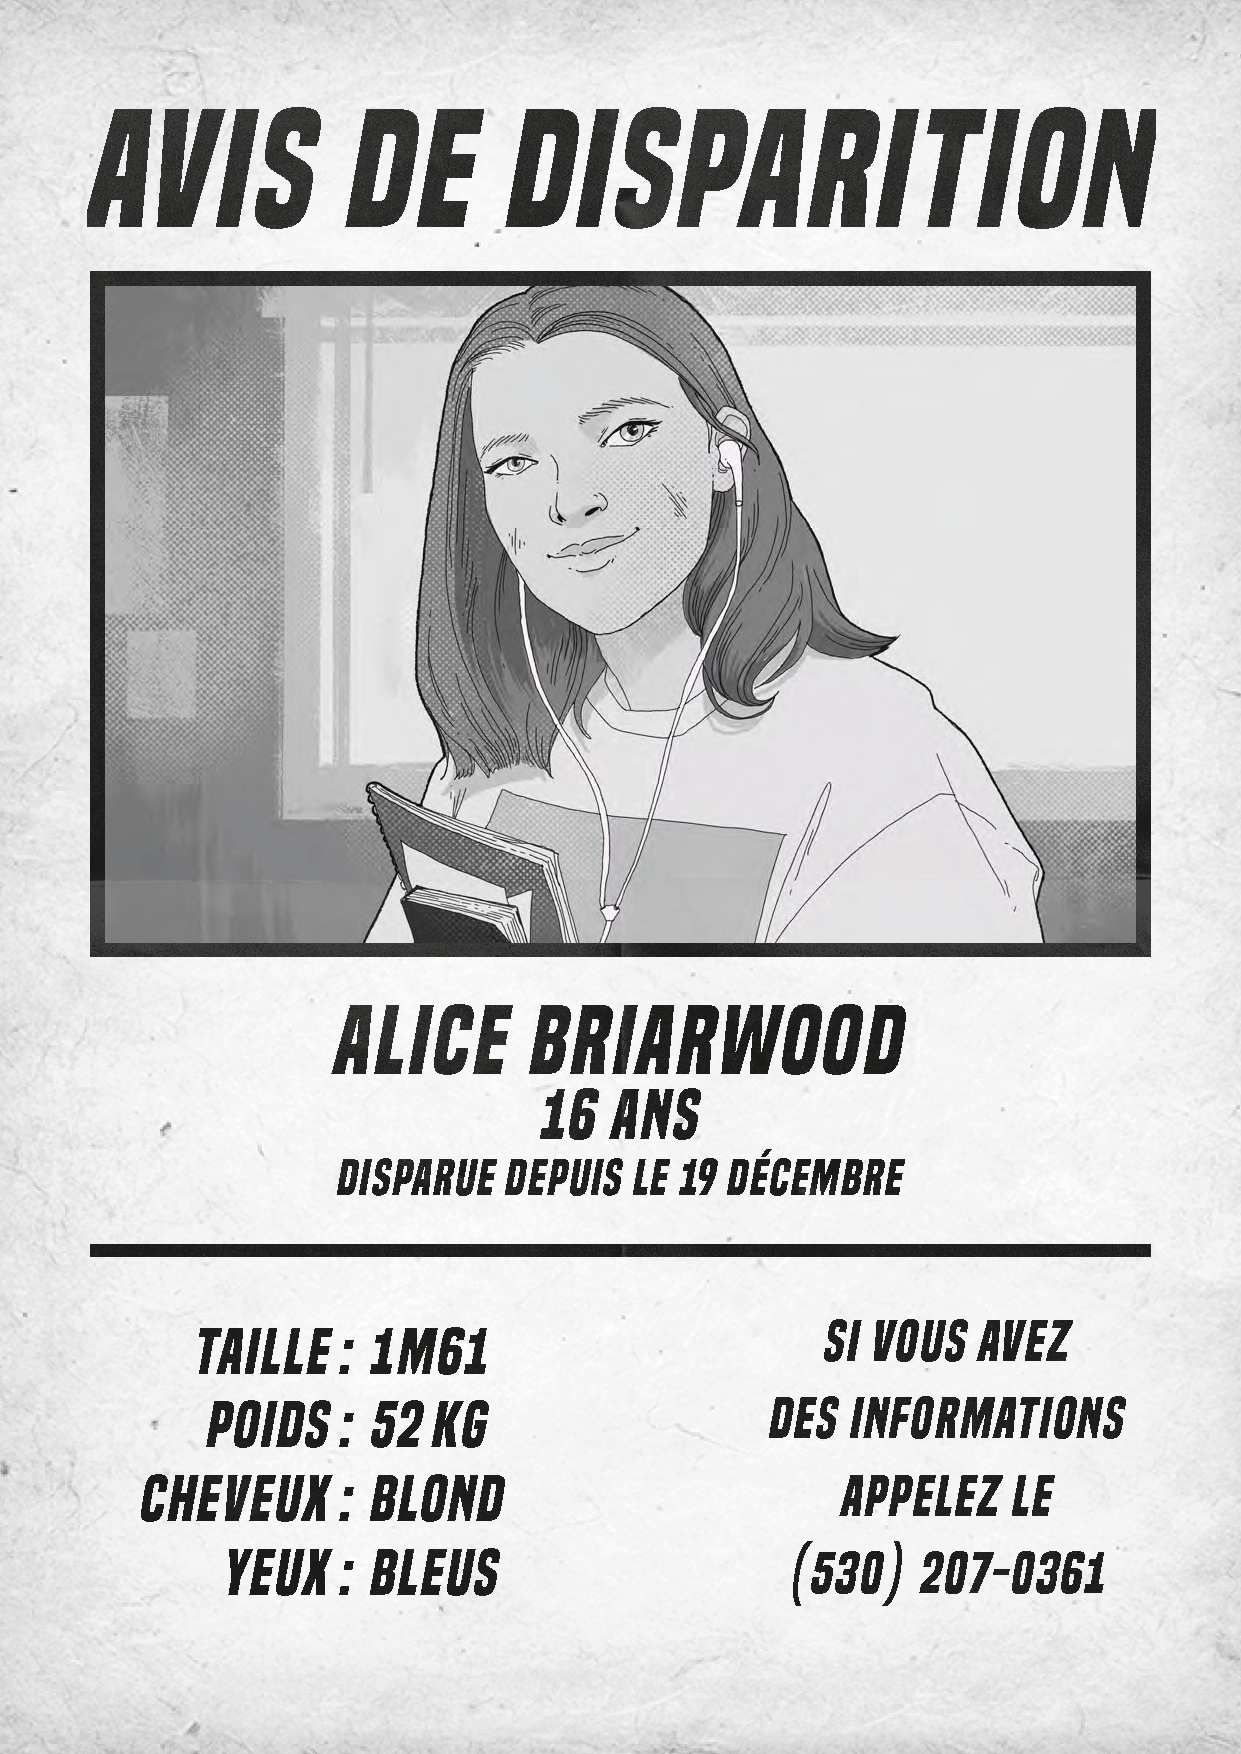 AVIS DE DISPARITION
ALICE BRIARWOOD
16 ANS
DISPARUE DEPUIS LE 19 DÉCEMBRE
TAILLE : 1M61
POIDS : 52 KG
CHEVEUX : BLOND
YEUX : BLEUS
SI VOUS AVEZ
DES INFORMATIONS
APPELEZ LE
(530) 207-0361